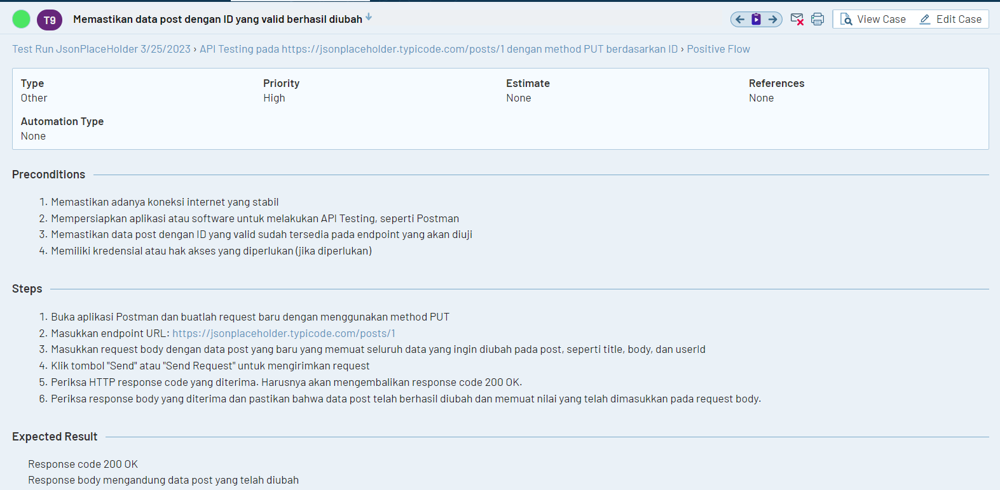 T9 Memastikan data post dengan ID yang valid berhasil diubah
View Case Edit Case
Test Run JsonPlaceHolder 3/25/2023 › API Testing pada https://jsonplaceholder.typicode.com/posts/1 dengan method PUT berdasarkan ID › Positive Flow
Type Priority Estimate References
Other High None None
Automation Type
None
Preconditions
1. Memastikan adanya koneksi internet yang stabil
2. Mempersiapkan aplikasi atau software untuk melakukan API Testing, seperti Postman
3. Memastikan data post dengan ID yang valid sudah tersedia pada endpoint yang akan diuji
4. Memiliki kredensial atau hak akses yang diperlukan (jika diperlukan)
Steps
1. Buka aplikasi Postman dan buatlah request baru dengan menggunakan method PUT
2. Masukkan endpoint URL: https://jsonplaceholder.typicode.com/posts/1
3. Masukkan request body dengan data post yang baru yang memuat seluruh data yang ingin diubah pada post, seperti title, body, dan userId
4. Klik tombol "Send" atau "Send Request" untuk mengirimkan request
5. Periksa HTTP response code yang diterima. Harusnya akan mengembalikan response code 200 OK.
6. Periksa response body yang diterima dan pastikan bahwa data post telah berhasil diubah dan memuat nilai yang telah dimasukkan pada request body.
Expected Result
Response code 200 OK
Response body mengandung data post yang telah diubah